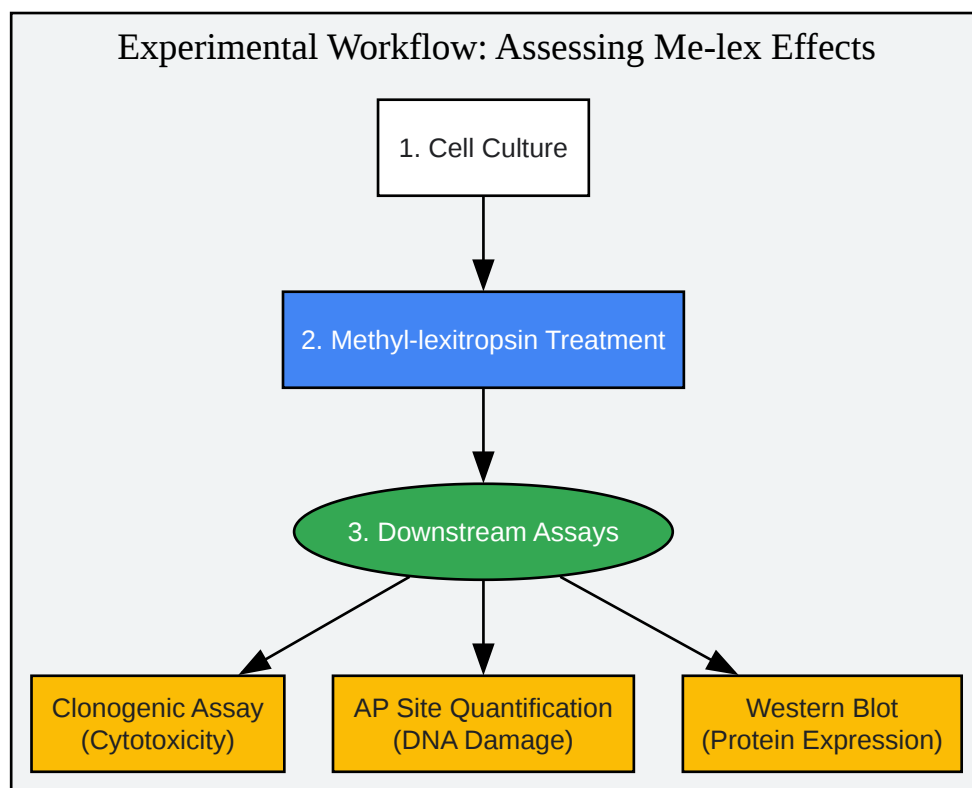 Experimental Workflow: Assessing Me-lex Effects
1. Cell Culture
2. Methyl-lexitropsin Treatment
3. Downstream Assays
Clonogenic Assay
(Cytotoxicity)
AP Site Quantification
(DNA Damage)
Western Blot
(Protein Expression)